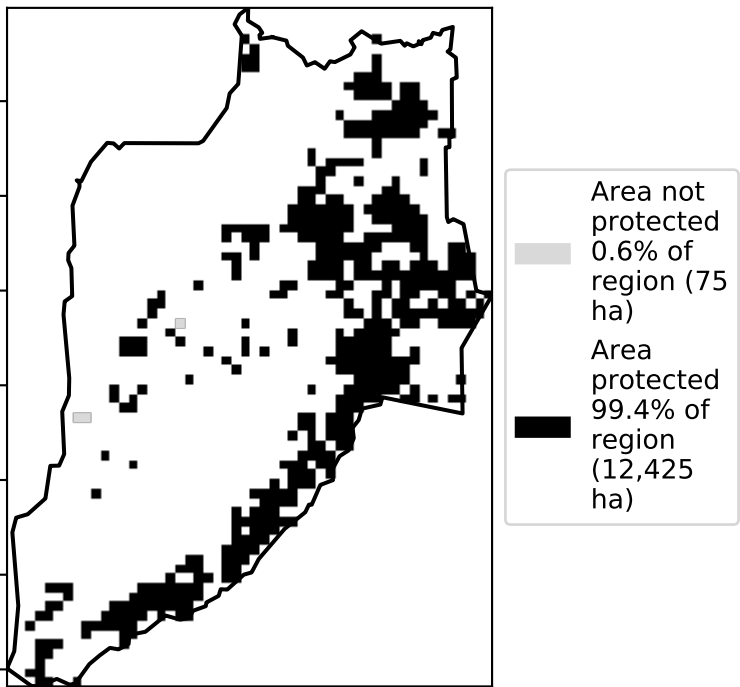 Area not
protected
0.6% of
region (75
ha)
Area
protected
99.4% of
region
(12,425
ha)